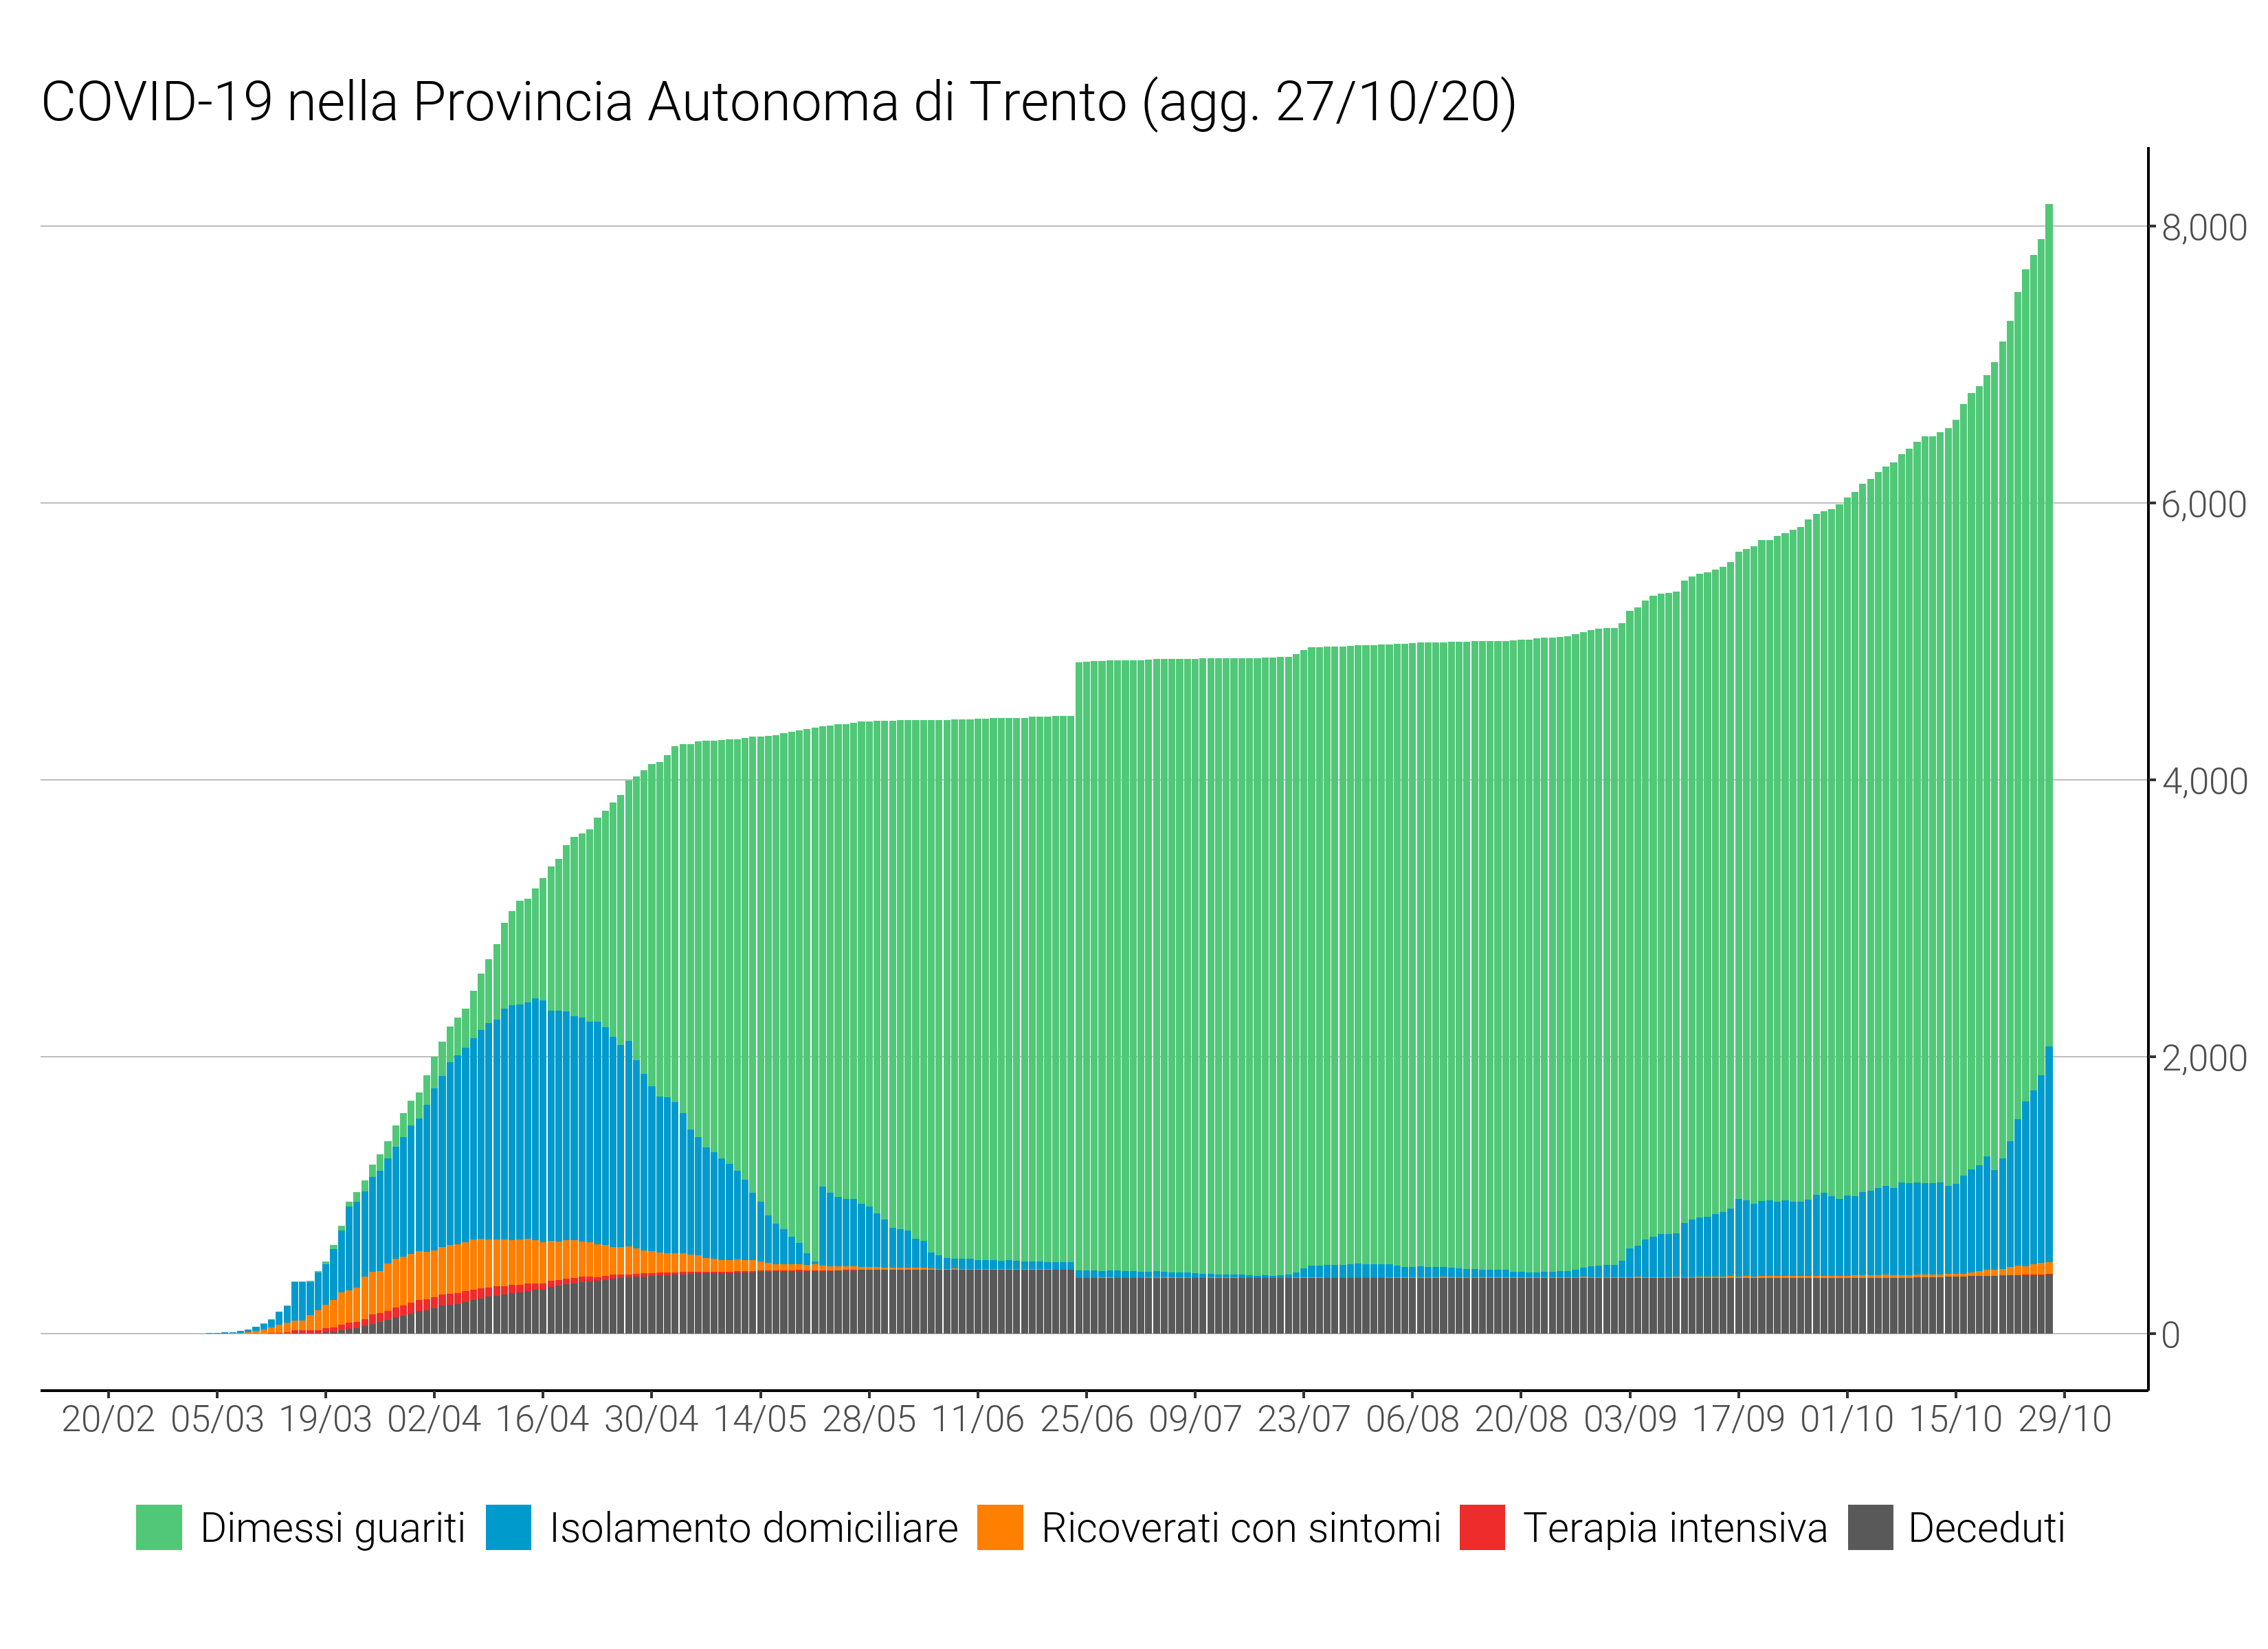 COVID-19 nella Provincia Autonoma di Trento (agg. 27/10/20)
8,000
6,000
4,000
2,000
0
20/02 05/03 19/03 02/04 16/04 30/04 14/05 28/05 11/06 25/06 09/07 23/07 06/08 20/08 03/09 17/09 01/10 15/10 29/10
Dimessi guariti Isolamento domiciliare Ricoverati con sintomi Terapia intensiva Deceduti